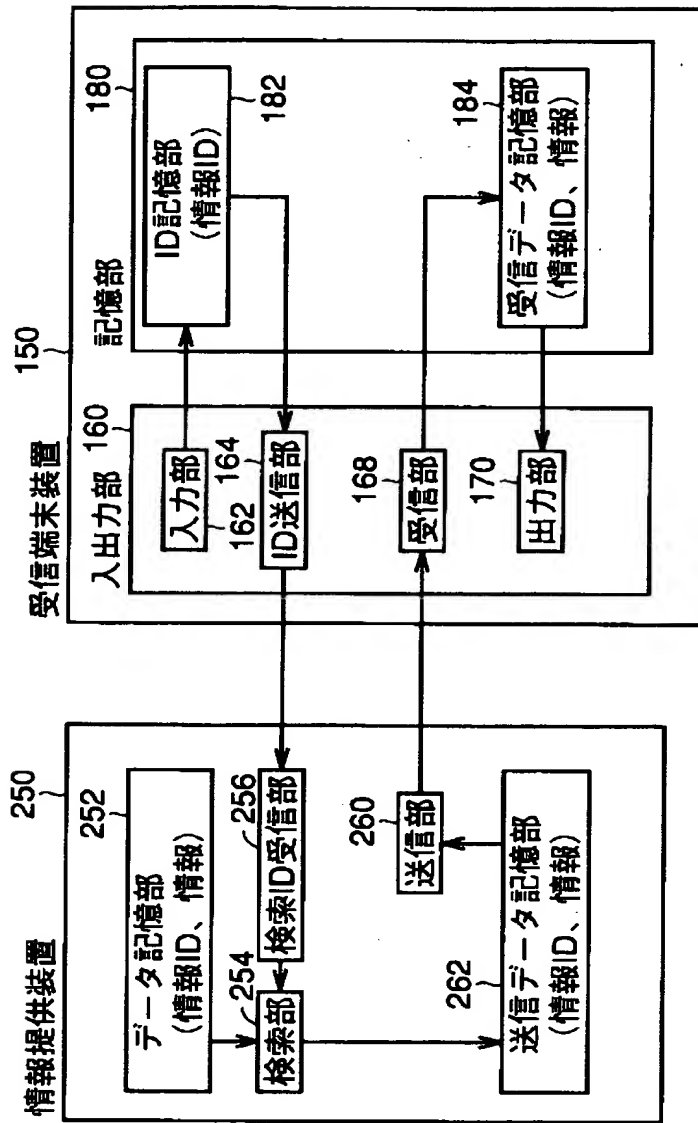 情報提供装置
250
252
データ記憶部
(情報ID、情報)
254
256
検索部
検索ID受信部
260
送信部
262
送信データ記憶部
(情報ID、情報)
受信端末装置
150
入出力部
160
入力部
162
164
ID送信部
168
受信部
170
出力部
記憶部
180
182
ID記憶部
(情報ID)
184
受信データ記憶部
(情報ID、情報)